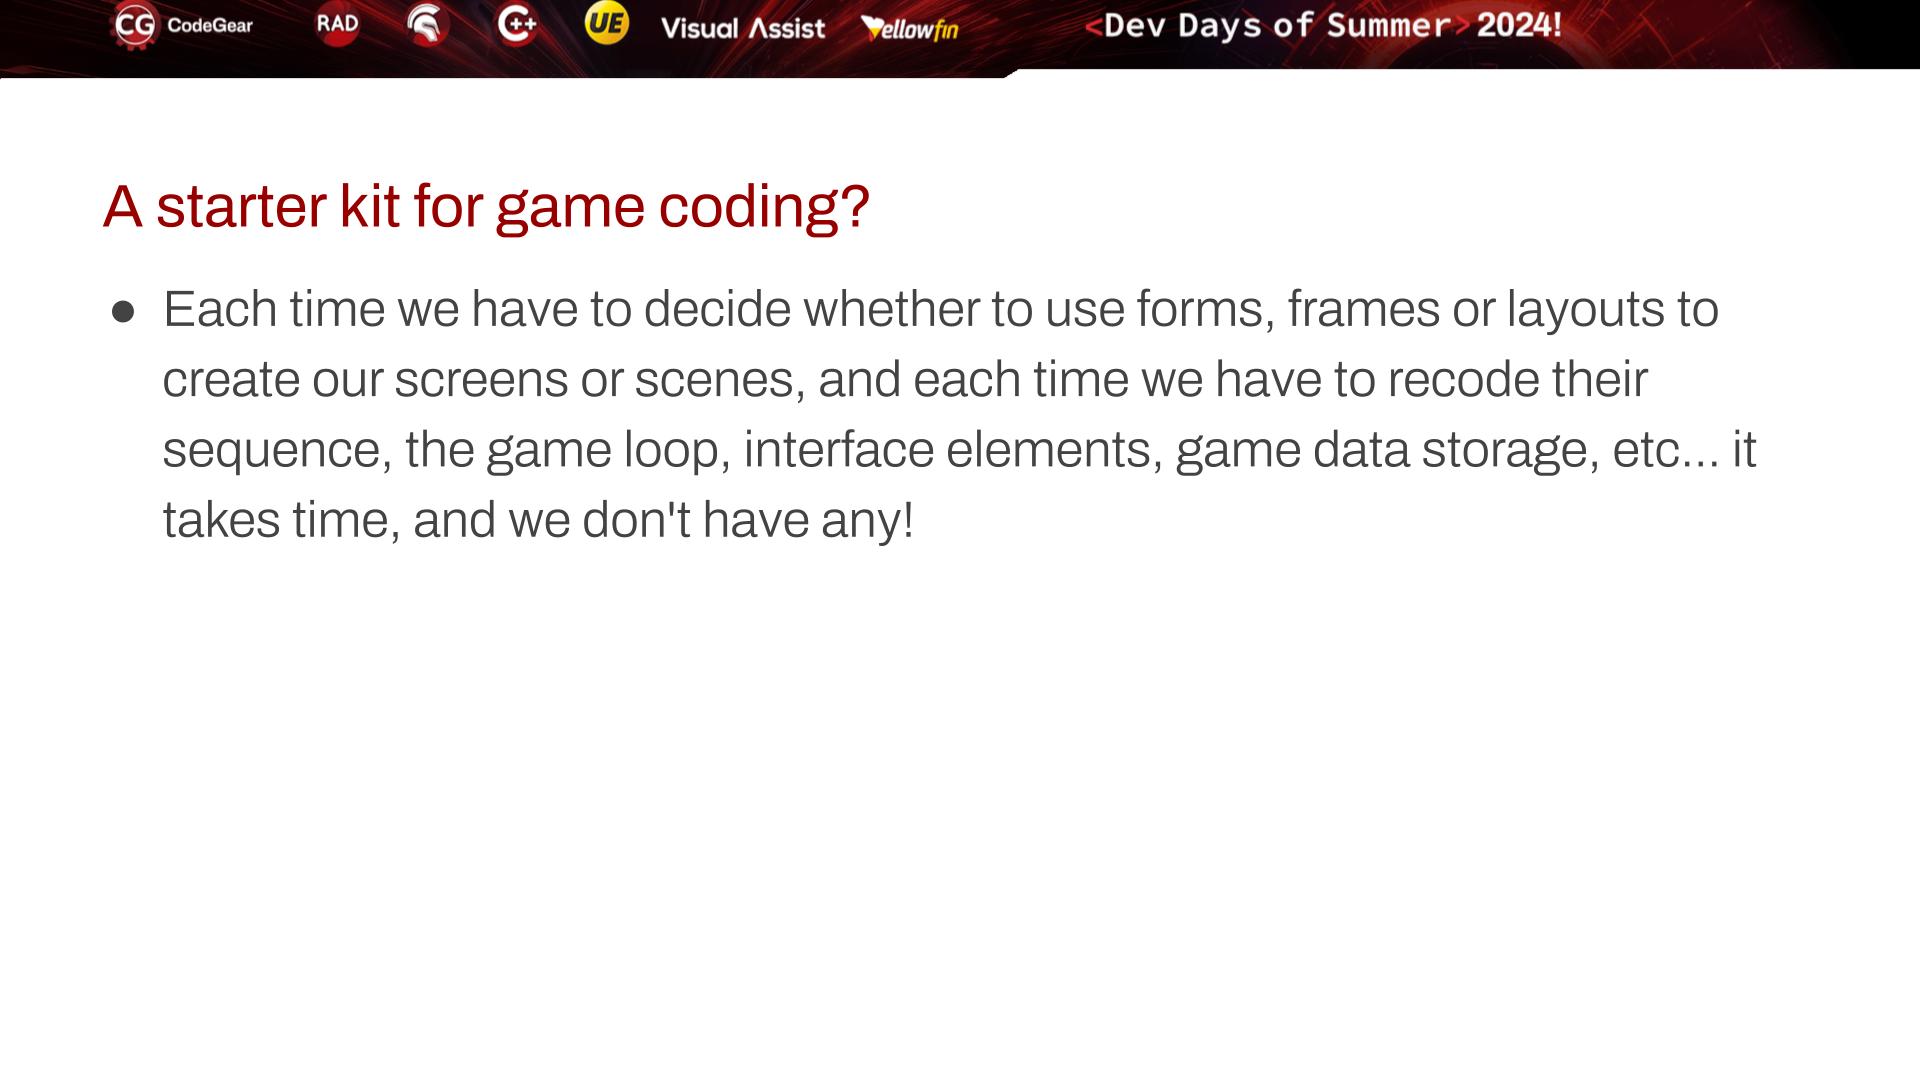 CG CodeGear RAD C++ UE Visual Assist Yellowfin <Dev Days of Summer> 2024!
A starter kit for game coding?
● Each time we have to decide whether to use forms, frames or layouts to
create our screens or scenes, and each time we have to recode their
sequence, the game loop, interface elements, game data storage, etc... it
takes time, and we don't have any!